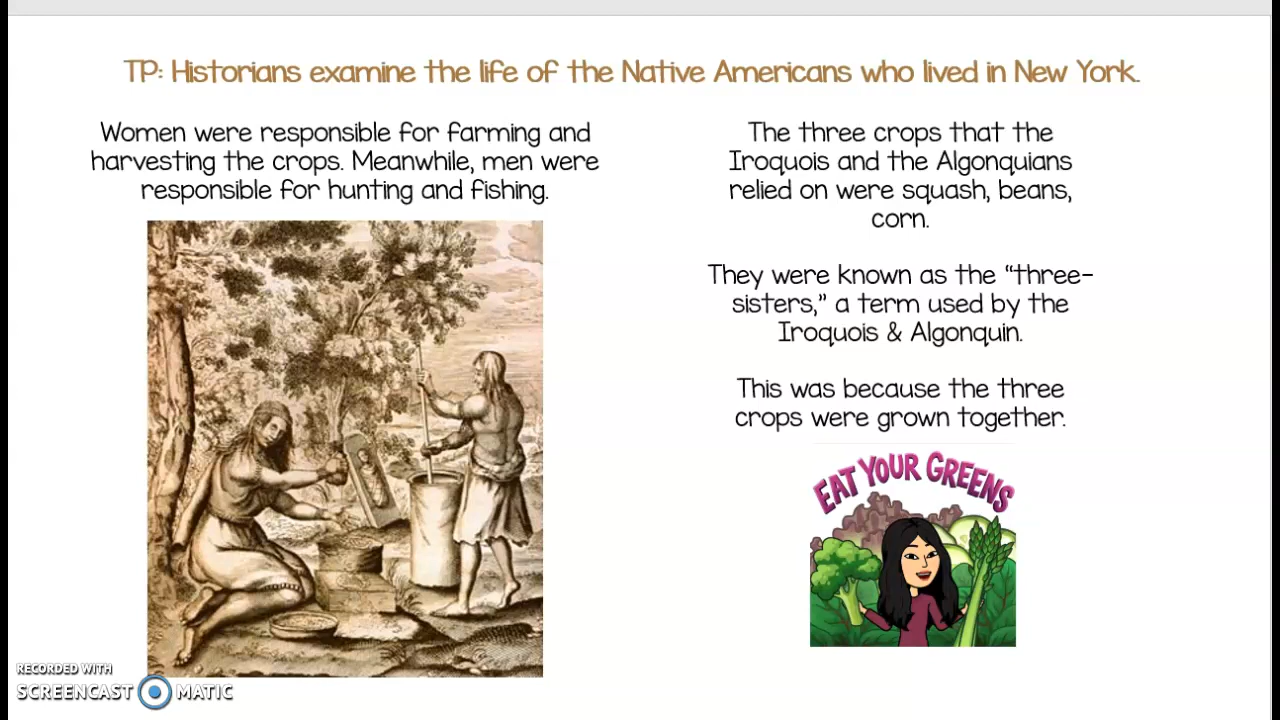 TP: Historians examine the life of the Native Americans who lived in New York.
Women were responsible for farming and
harvesting the crops. Meanwhile, men were
responsible for hunting and fishing.
The three crops that the
Iroquois and the Algonquians
relied on were squash, beans,
corn.
They were known as the “three-
sisters,” a term used by the
Iroquois & Algonquin.
This was because the three
crops were grown together.
EAT YOUR GREENS
RECORDED WITH
SCREENCAST MATIC